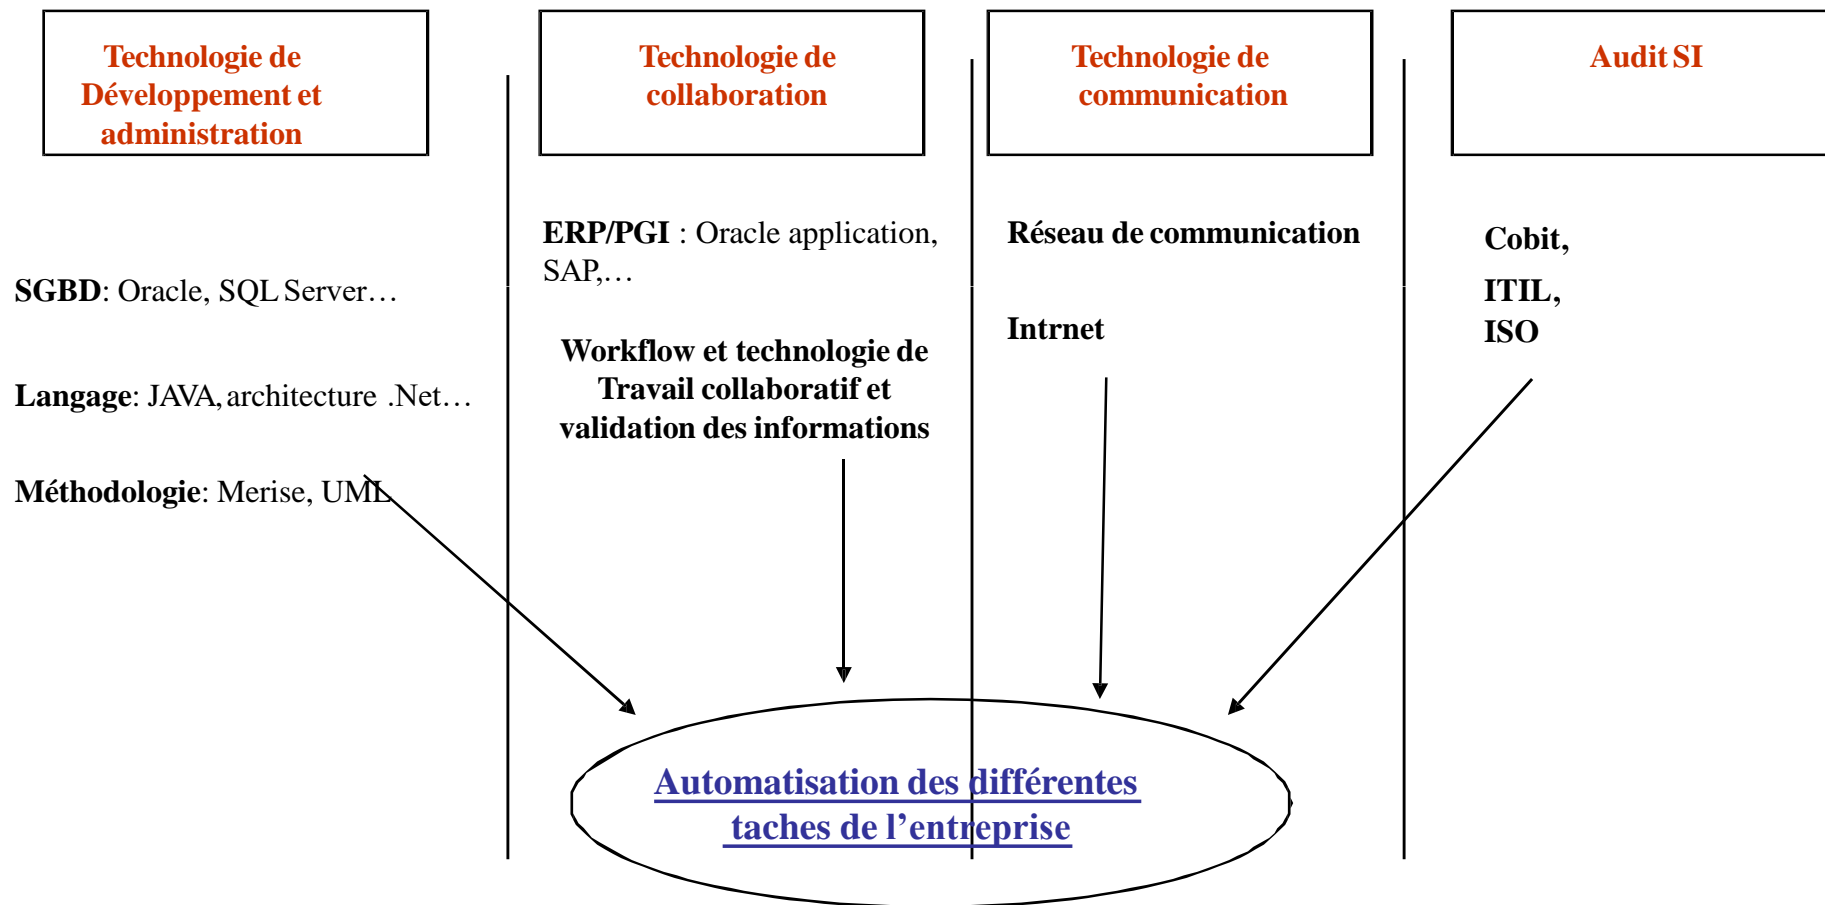 Technologie de
Développement et
administration
Technologie de
collaboration
Technologie de
communication
Audit SI
SGBD: Oracle, SQL Server…
Langage: JAVA, architecture .Net…
Méthodologie: Merise, UML
ERP/PGI : Oracle application,
SAP,…
Workflow et technologie de
Travail collaboratif et
validation des informations
Réseau de communication
Intrnet
Cobit,
ITIL,
ISO
Automatisation des différentes
taches de l’entreprise